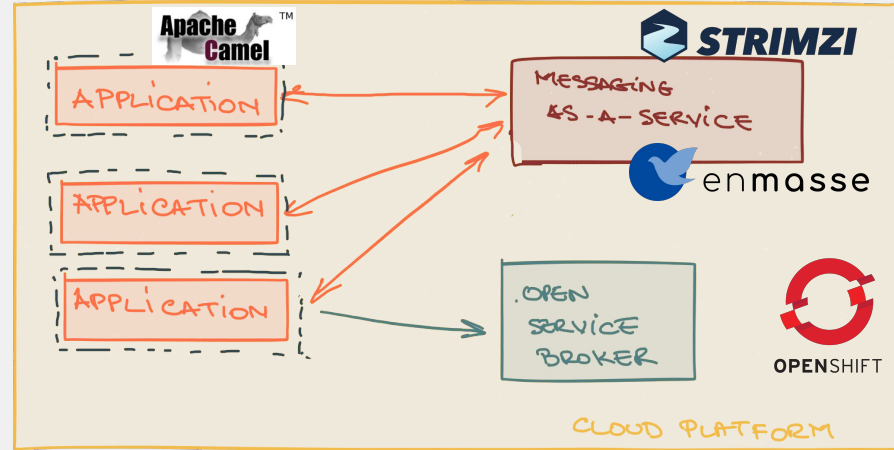 Apache
Camel
TM
STRIMZI
APPLICATION
MESSAGING
AS-A-SERVICE
enmasse
APPLICATION
APPLICATION
OPEN
SERVICE
BROKER
OPENSHIFT
CLOUD PLATFORM